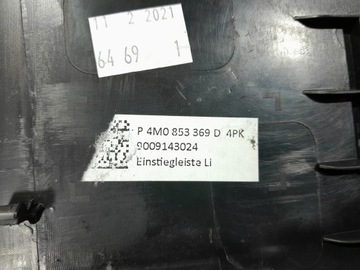 11 2 2021
64 69 1
P 4M0 853 369 D 4PK
9009143024
Einstiegleiste Li